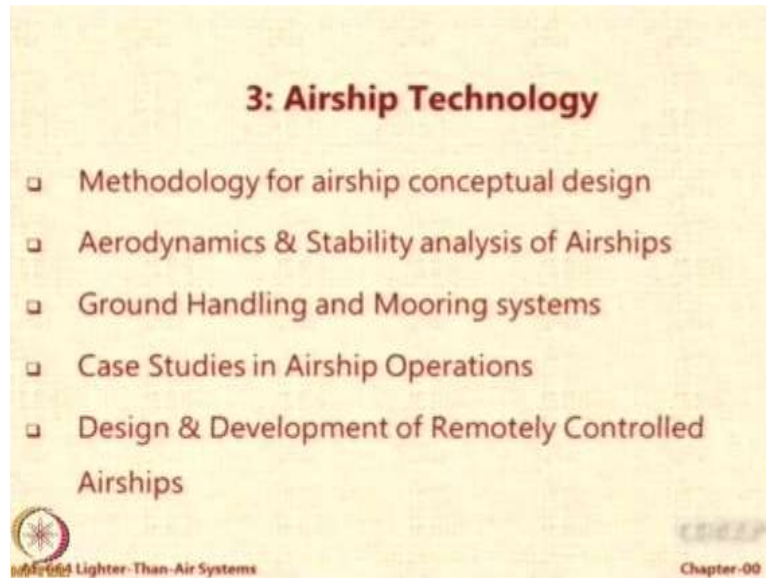 3: Airship Technology
Methodology for airship conceptual design
Aerodynamics & Stability analysis of Airships
Ground Handling and Mooring systems
Case Studies in Airship Operations
Design & Development of Remotely Controlled
Airships
Lighter-Than-Air Systems
Chapter-00